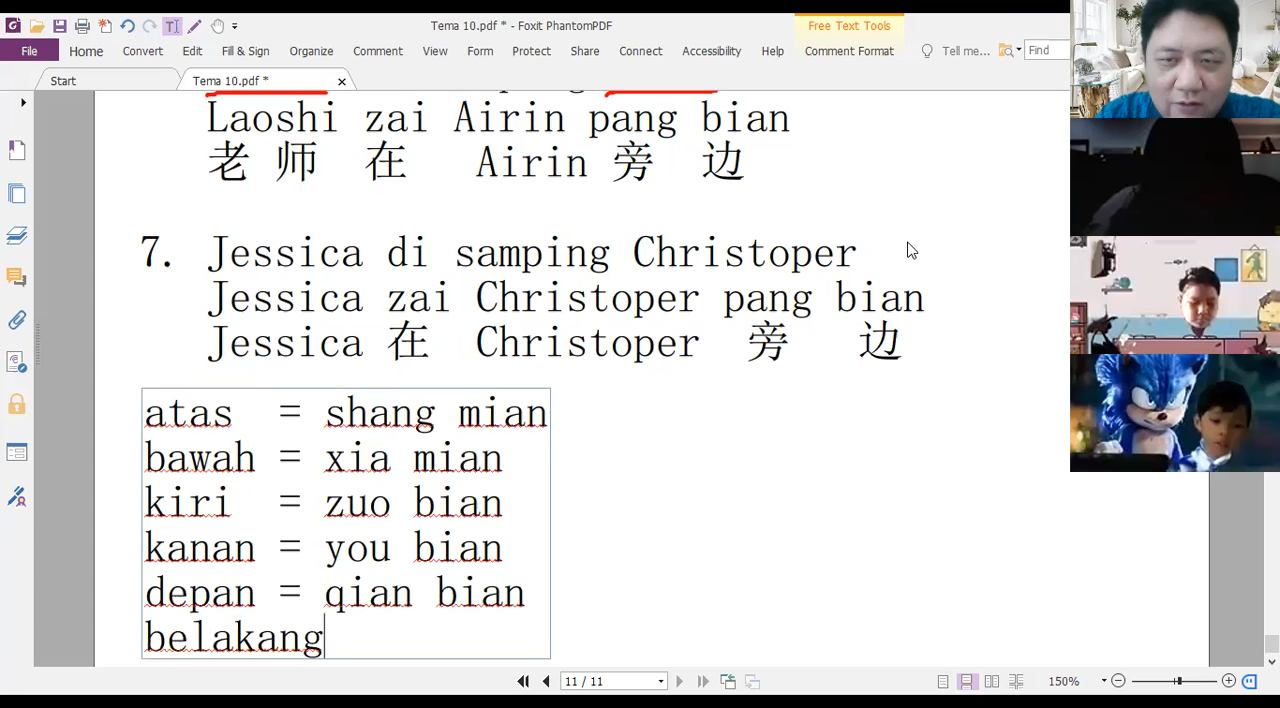 Tema 10.pdf * - Foxit PhantomPDF
Free Text Tools
File Home Convert Edit Fill & Sign Organize Comment View Form Protect Share Connect Accessibility Help Comment Format Tell me... Find
Start Tema 10.pdf *
Laoshi zai Airin pang bian
老 师 在 Airin 旁 边
7. Jessica di samping Christoper
Jessica zai Christoper pang bian
Jessica 在 Christoper 旁 边
atas = shang mian
bawah = xia mian
kiri = zuo bian
kanan = you bian
depan = qian bian
belakang
11 / 11 150%